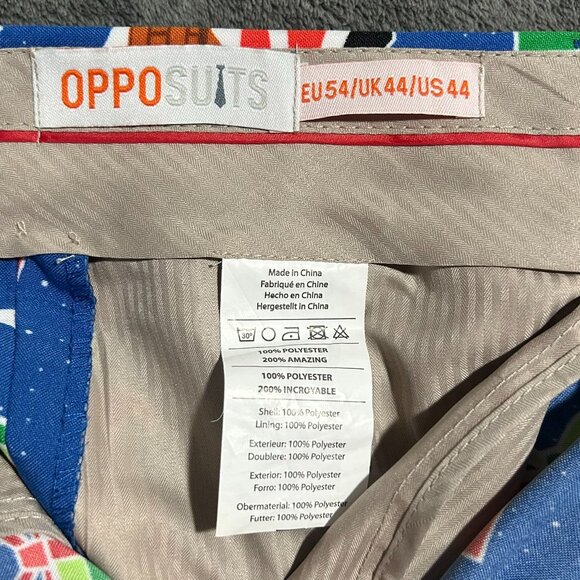 OPPOSUITS
EU54/UK44/US44
Made in China
Fabriqué en Chine
Hecho en China
Hergestellt in China
30°
100% POLYESTER
200% AMAZING
100% POLYESTER
200% INCROYABLE
Shell: 100% Polyester
Lining: 100% Polyester
Exterieur: 100% Polyester
Doublere: 100% Polyester
Exterior: 100% Polyester
Forro: 100% Polyester
Obermaterial: 100% Polyester
Futter: 100% Polyester